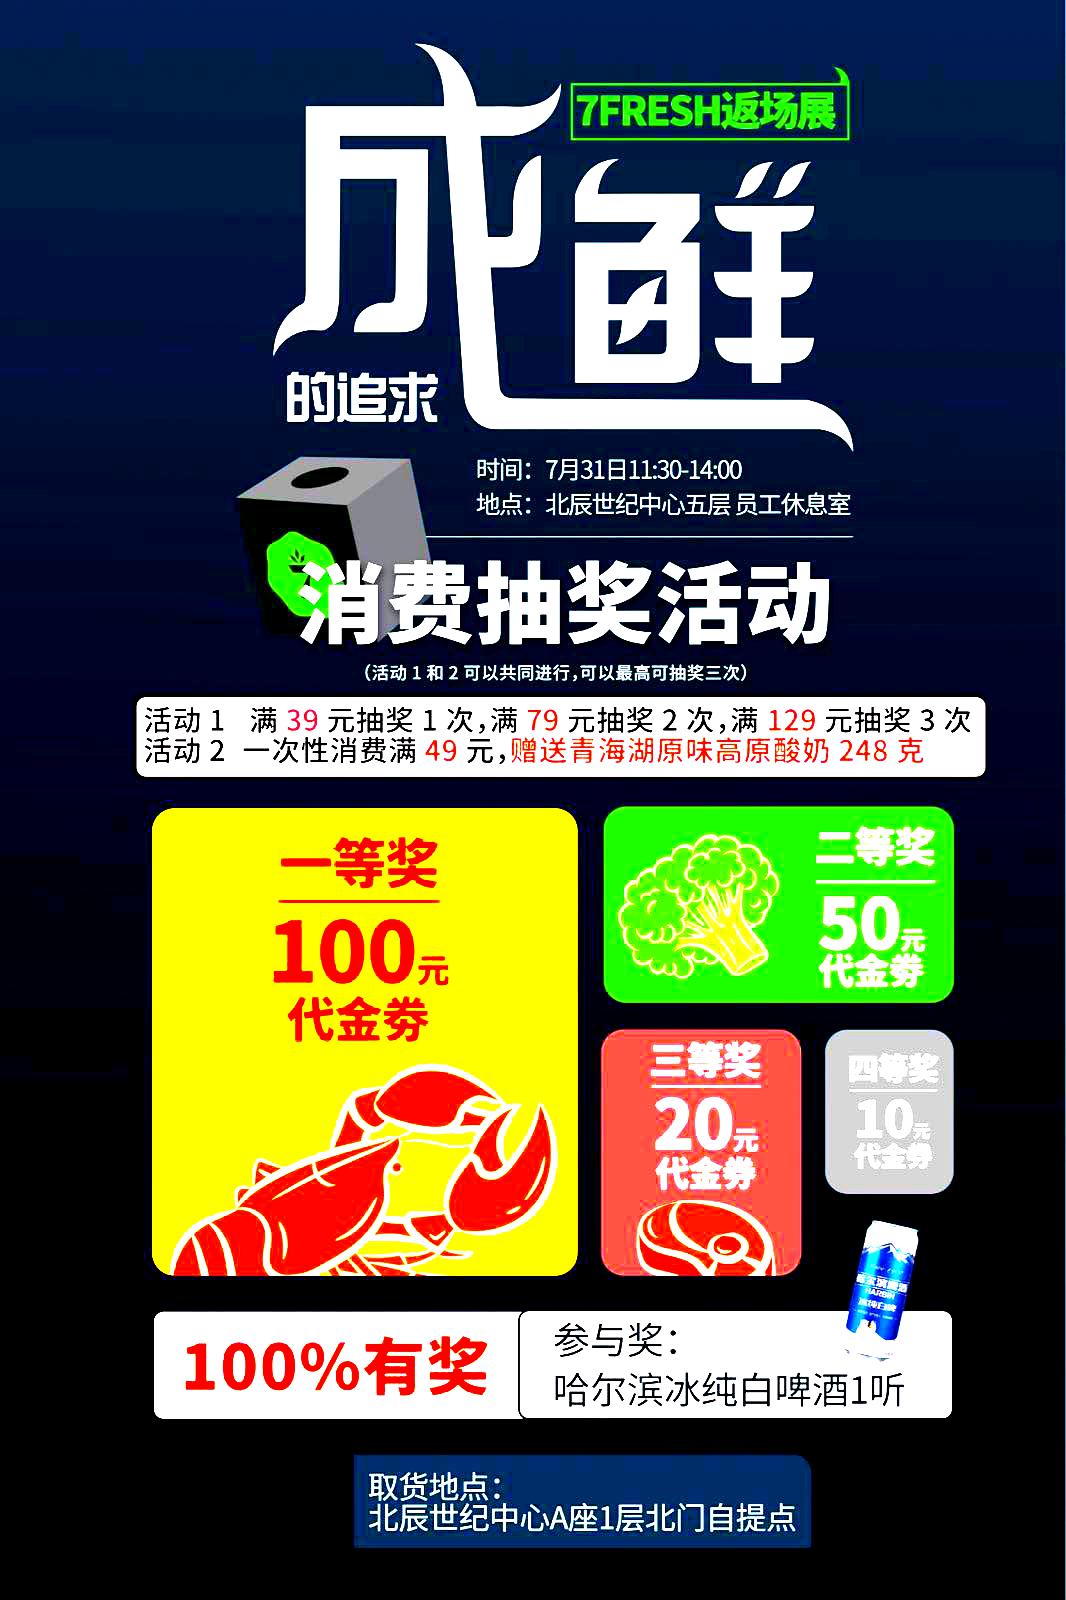 7FRESH返场展
成鲜
的追求
时间：7月31日11:30-14:00
地点：北辰世纪中心五层 员工休息室
消费抽奖活动
（活动 1 和 2 可以共同进行，可以最高可抽奖三次）
活动 1 满 39 元抽奖 1 次，满 79 元抽奖 2 次，满 129 元抽奖 3 次
活动 2 一次性消费满 49 元，赠送青海湖原味高原酸奶 248 克
一等奖
100元
代金劵
二等奖
50元
代金劵
三等奖
20元
代金券
四等奖
10元
代金券
HARBIN
100%有奖
参与奖：
哈尔滨冰纯白啤酒1听
取货地点：
北辰世纪中心A座1层北门自提点